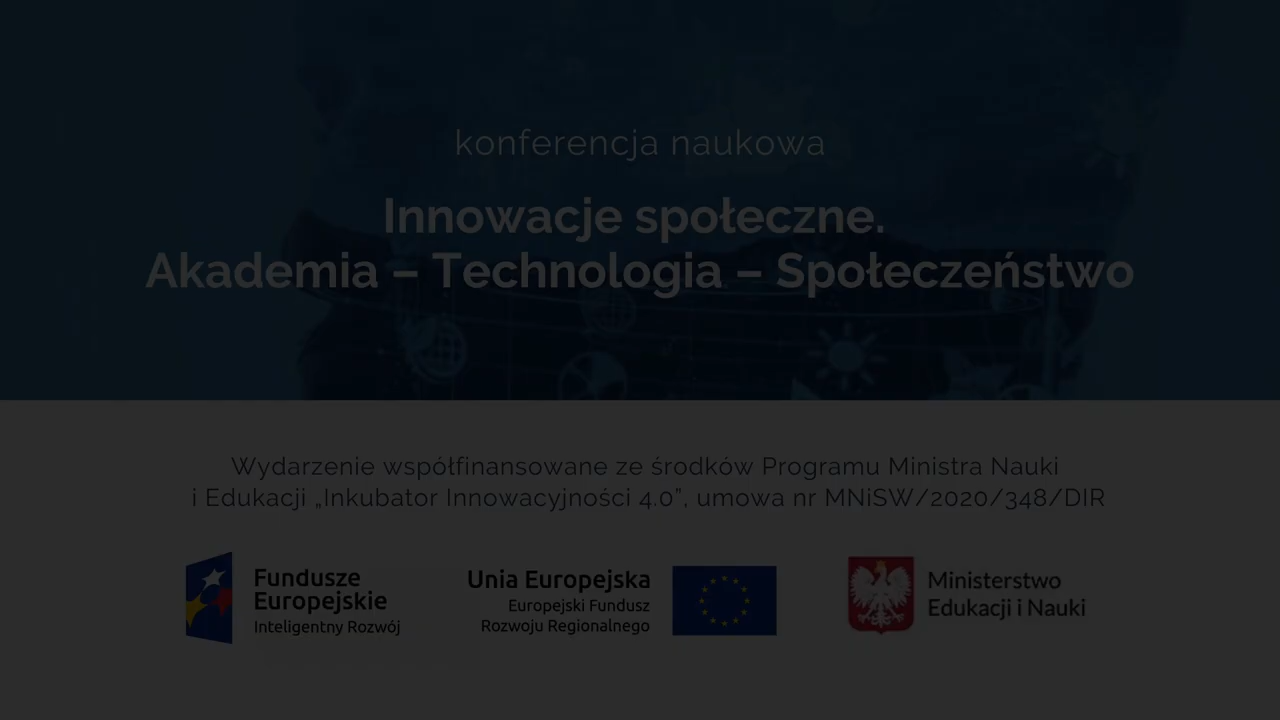 konferencja naukowa
Innowacje społeczne.
Akademia – Technologia – Społeczeństwo
Wydarzenie współfinansowane ze środków Programu Ministra Nauki
i Edukacji „Inkubator Innowacyjności 4.0”, umowa nr MNiSW/2020/348/DIR
Fundusze
Europejskie
Inteligentny Rozwój
Unia Europejska
Europejski Fundusz
Rozwoju Regionalnego
Ministerstwo
Edukacji i Nauki